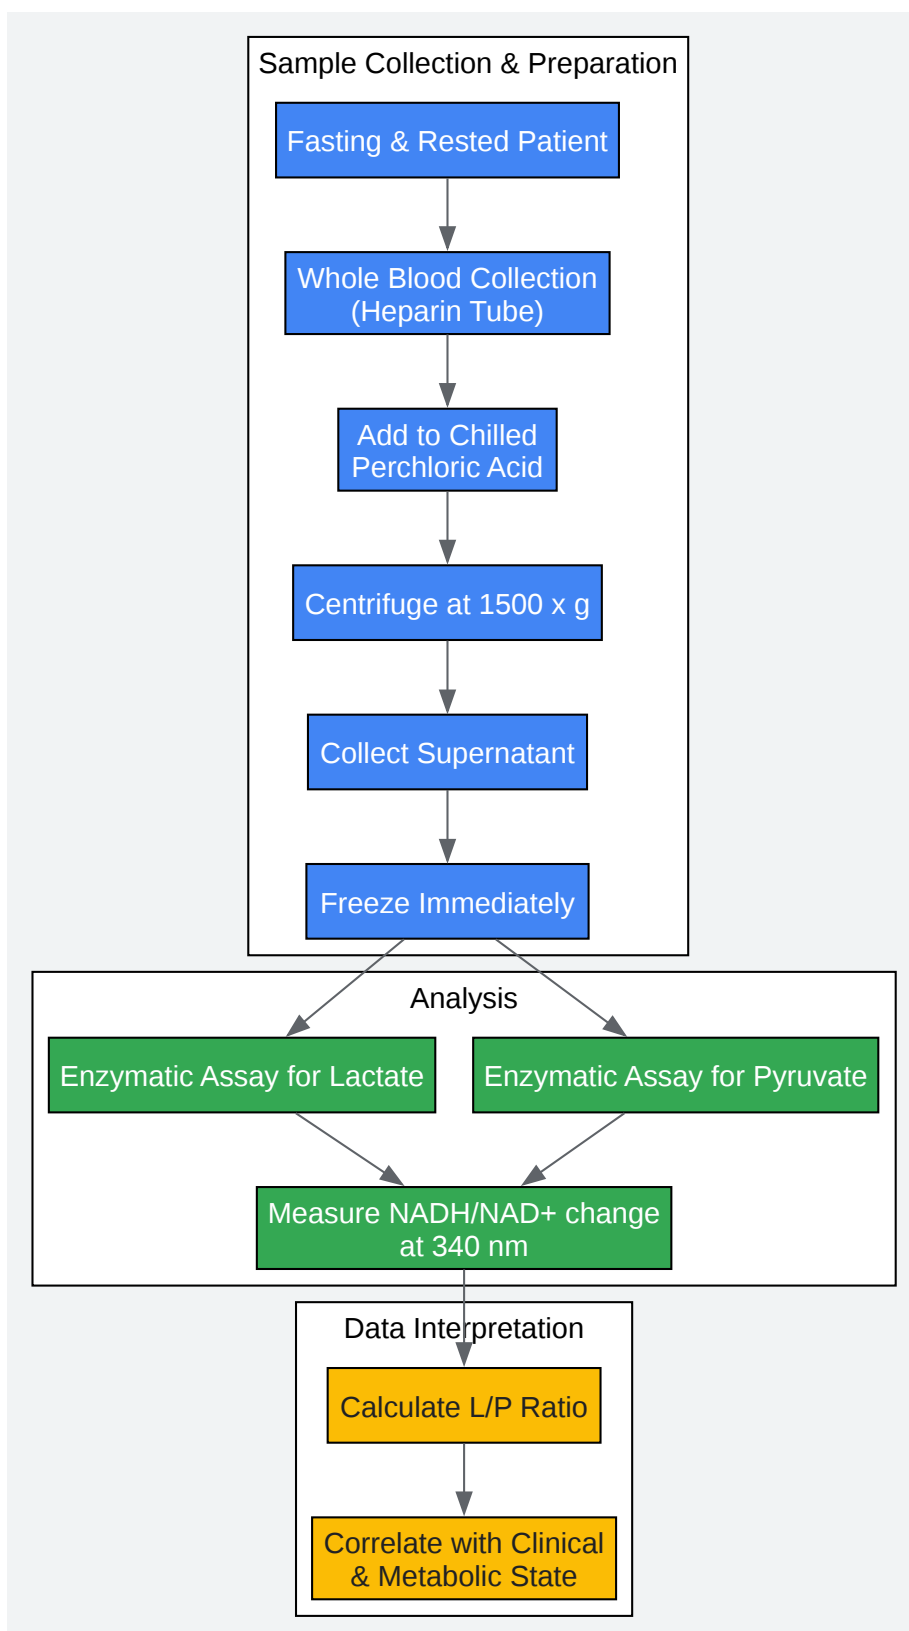 Sample Collection & Preparation
Fasting & Rested Patient
Whole Blood Collection
(Heparin Tube)
Add to Chilled
Perchloric Acid
Centrifuge at 1500 x g
Collect Supernatant
Freeze Immediately
Analysis
Enzymatic Assay for Lactate
Enzymatic Assay for Pyruvate
Measure NADH/NAD+ change
at 340 nm
Data Interpretation
Calculate L/P Ratio
Correlate with Clinical
& Metabolic State